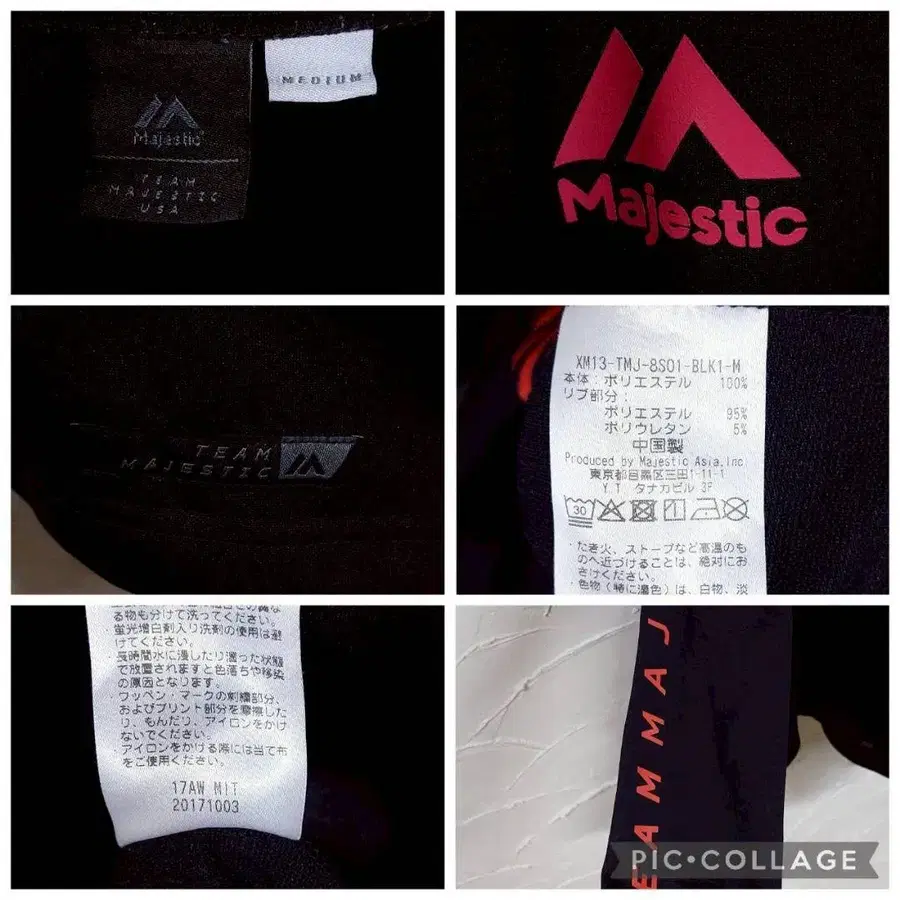 MEDIUM
Majestic
TEAM
MAJESTIC
USA
Majestic
TEAM
MAJESTIC
XM13-TMJ-8S01-BLK1-M
本体：ポリエステル 100%
リブ部分：
ポリエステル 95%
ポリウレタン 5%
中国製
Produced by Majestic Asia.Inc
東京都目黒区三田1-11-1
Y.T タナカビル 3F
30
・たき火、ストーブなど高温のも
のへ近づけることは、絶対にお
さけください。
・色物（特に濃色）は、白物、淡
る物も分けて洗ってください。
・蛍光増白剤入り洗剤の使用は避
けてください。
・長時間水に浸したり濡った状態
で放置されますと色落ちや移染
の原因となります。
・ワッペン・マークの刺繍部分、
およびプリント部分を摩擦した
り、もんだり、アイロンをかけ
ないでください。
・アイロンをかける際には当て布
をご使用ください。
17AW NIT
20171003
EAMMAJ
PIC•COLLAGE